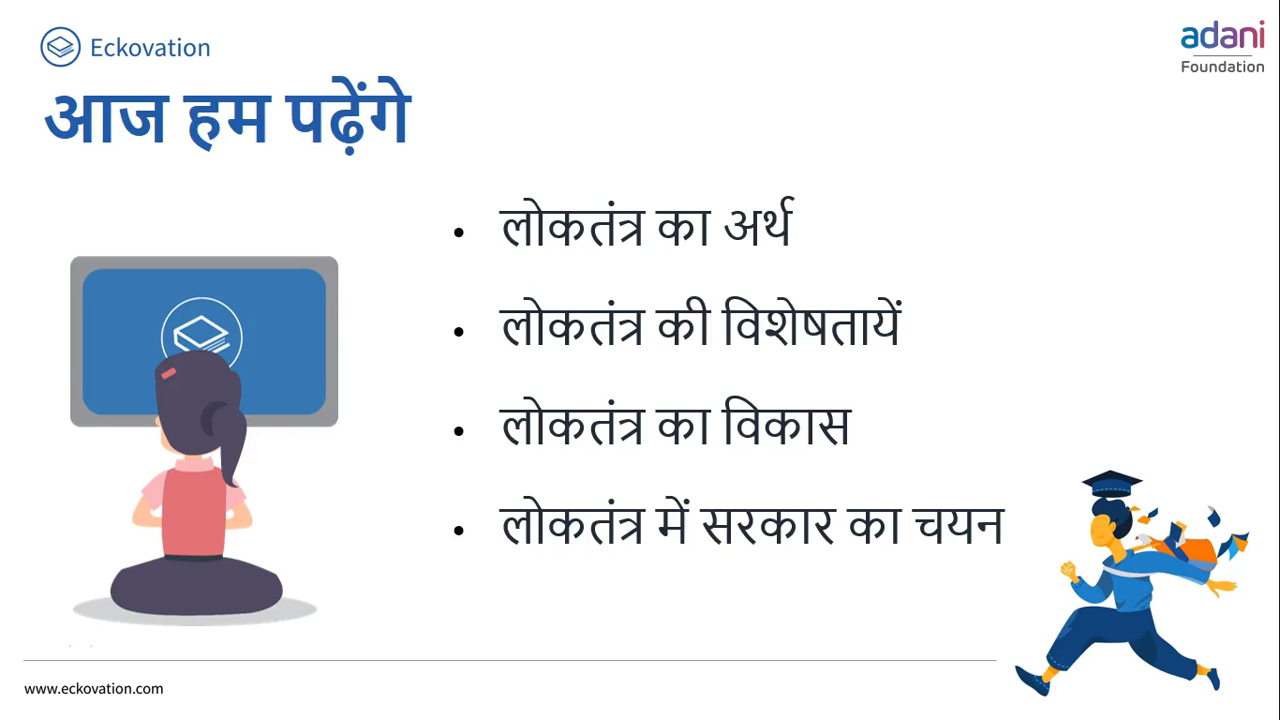 Eckovation
adani
Foundation
आज हम पढ़ेंगे
• लोकतंत्र का अर्थ
• लोकतंत्र की विशेषतायें
• लोकतंत्र का विकास
• लोकतंत्र में सरकार का चयन
www.eckovation.com